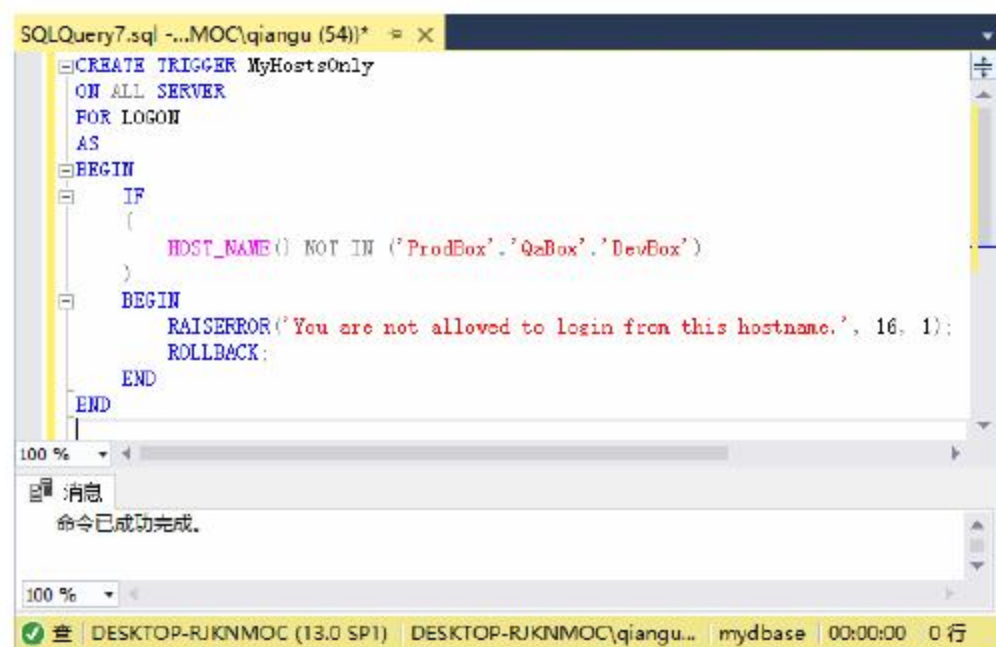 SQLQuery7.sql -...MOC\qiangu (54))*
CREATE TRIGGER MyHostsOnly
ON ALL SERVER
FOR LOGON
AS
BEGIN
IF
(
HOST_NAME() NOT IN ('ProdBox','QaBox','DevBox')
)
BEGIN
RAISERROR('You are not allowed to login from this hostname.', 16, 1);
ROLLBACK;
END
END
100 %
消息
命令已成功完成。
100 %
查 DESKTOP-RJKNMOC (13.0 SP1) DESKTOP-RJKNMOC\qiangu... mydbase 00:00:00 0 行